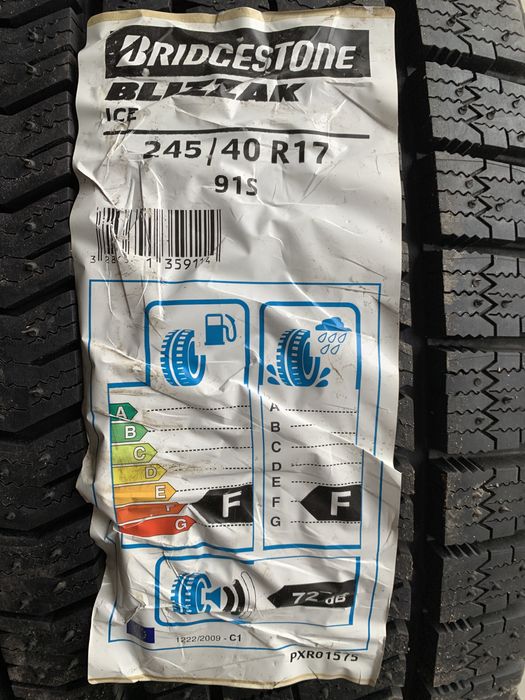 BRIDGESTONE
BLIZZAK
ICE
245/40 R17
91S
A
B
C
D
E
F
G
F
A
B
C
D
E
F
G
F
72 dB
1222/2009 - C1
PXR01575